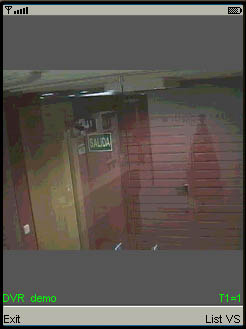 SALIDA
DVR demo T1=1
Exit List VS